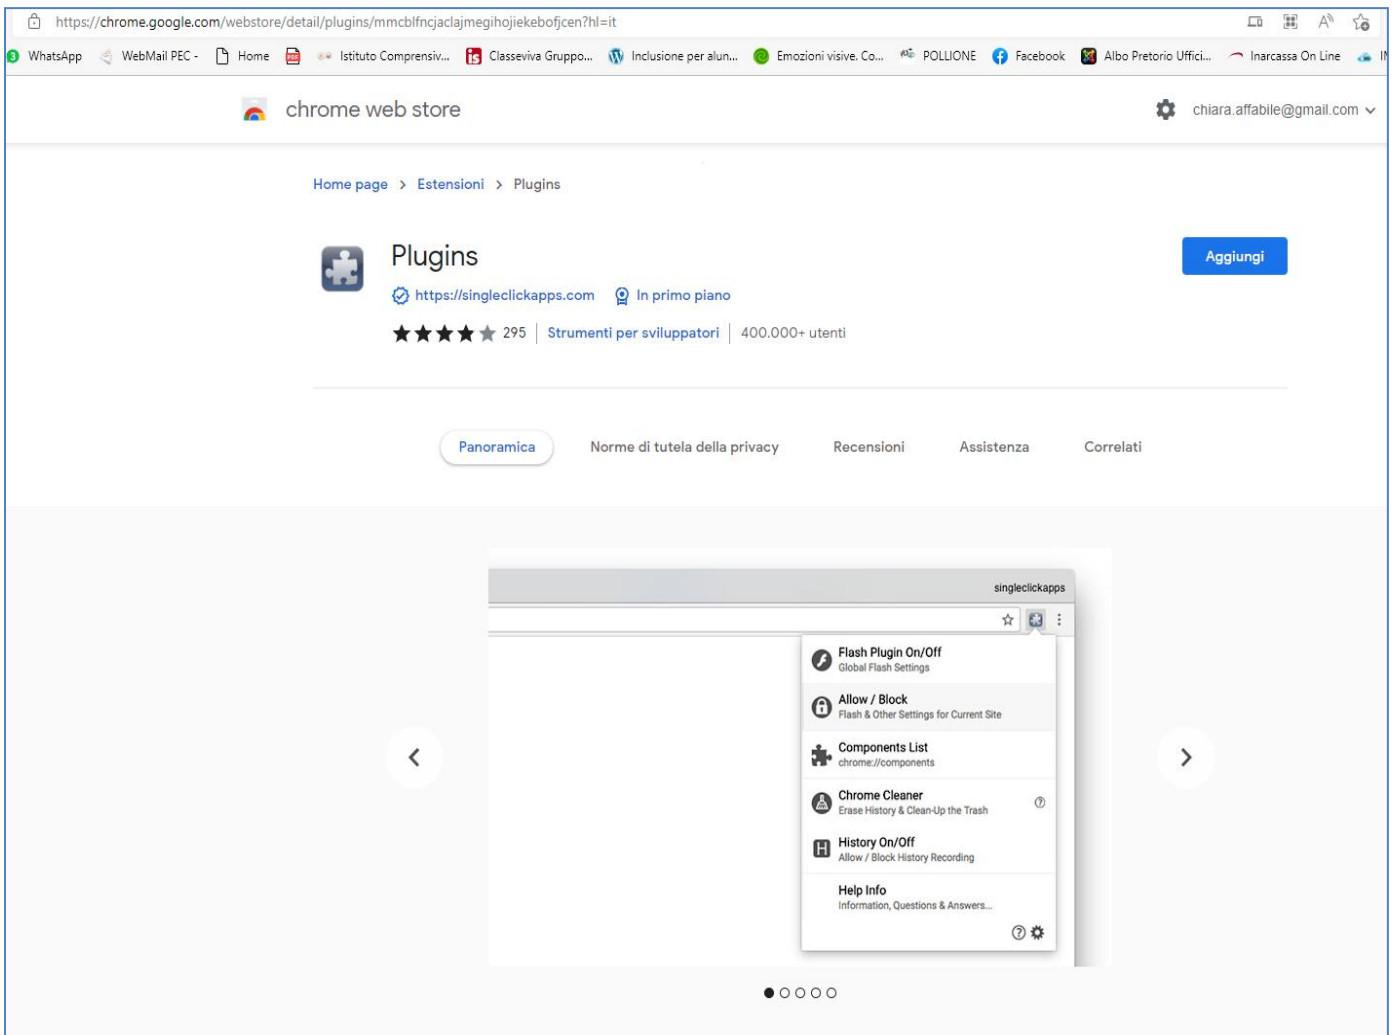 https://chrome.google.com/webstore/detail/plugins/mmcblfncjaclajmegihojiekebofjcen?hl=it
WhatsApp WebMail PEC - Home Istituto Comprensiv... Classeviva Gruppo... Inclusione per alun... Emozioni visive. Co... POLLIONE Facebook Albo Pretorio Uffici... Inarcassa On Line
chrome web store chiara.affabile@gmail.com
Home page > Estensioni > Plugins
Plugins
Aggiungi
https://singleclickapps.com In primo piano
295 Strumenti per sviluppatori 400.000+ utenti
Panoramica Norme di tutela della privacy Recensioni Assistenza Correlati
singleclickapps
Flash Plugin On/Off
Global Flash Settings
Allow / Block
Flash & Other Settings for Current Site
Components List
chrome://components
Chrome Cleaner
Erase History & Clean-Up the Trash
History On/Off
Allow / Block History Recording
Help Info
Information, Questions & Answers...